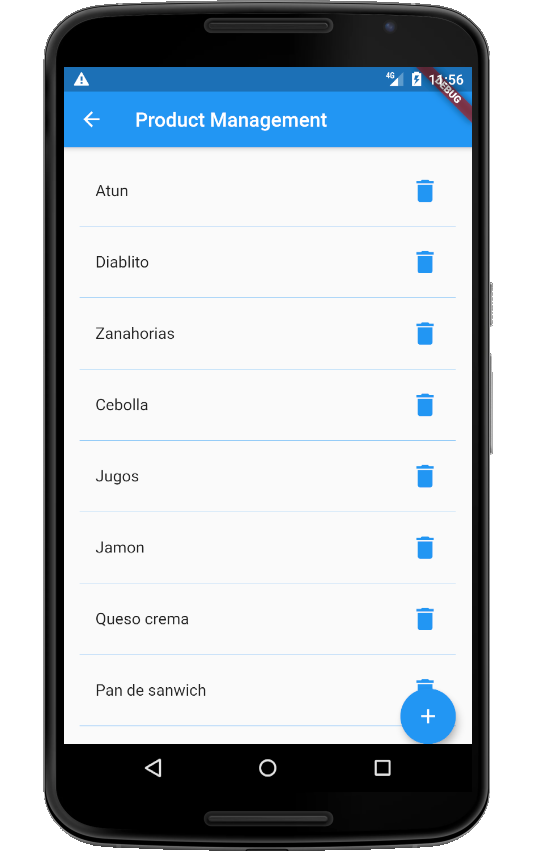 4G 11:56
DEBUG
Product Management
Atun
Diablito
Zanahorias
Cebolla
Jugos
Jamon
Queso crema
Pan de sanwich